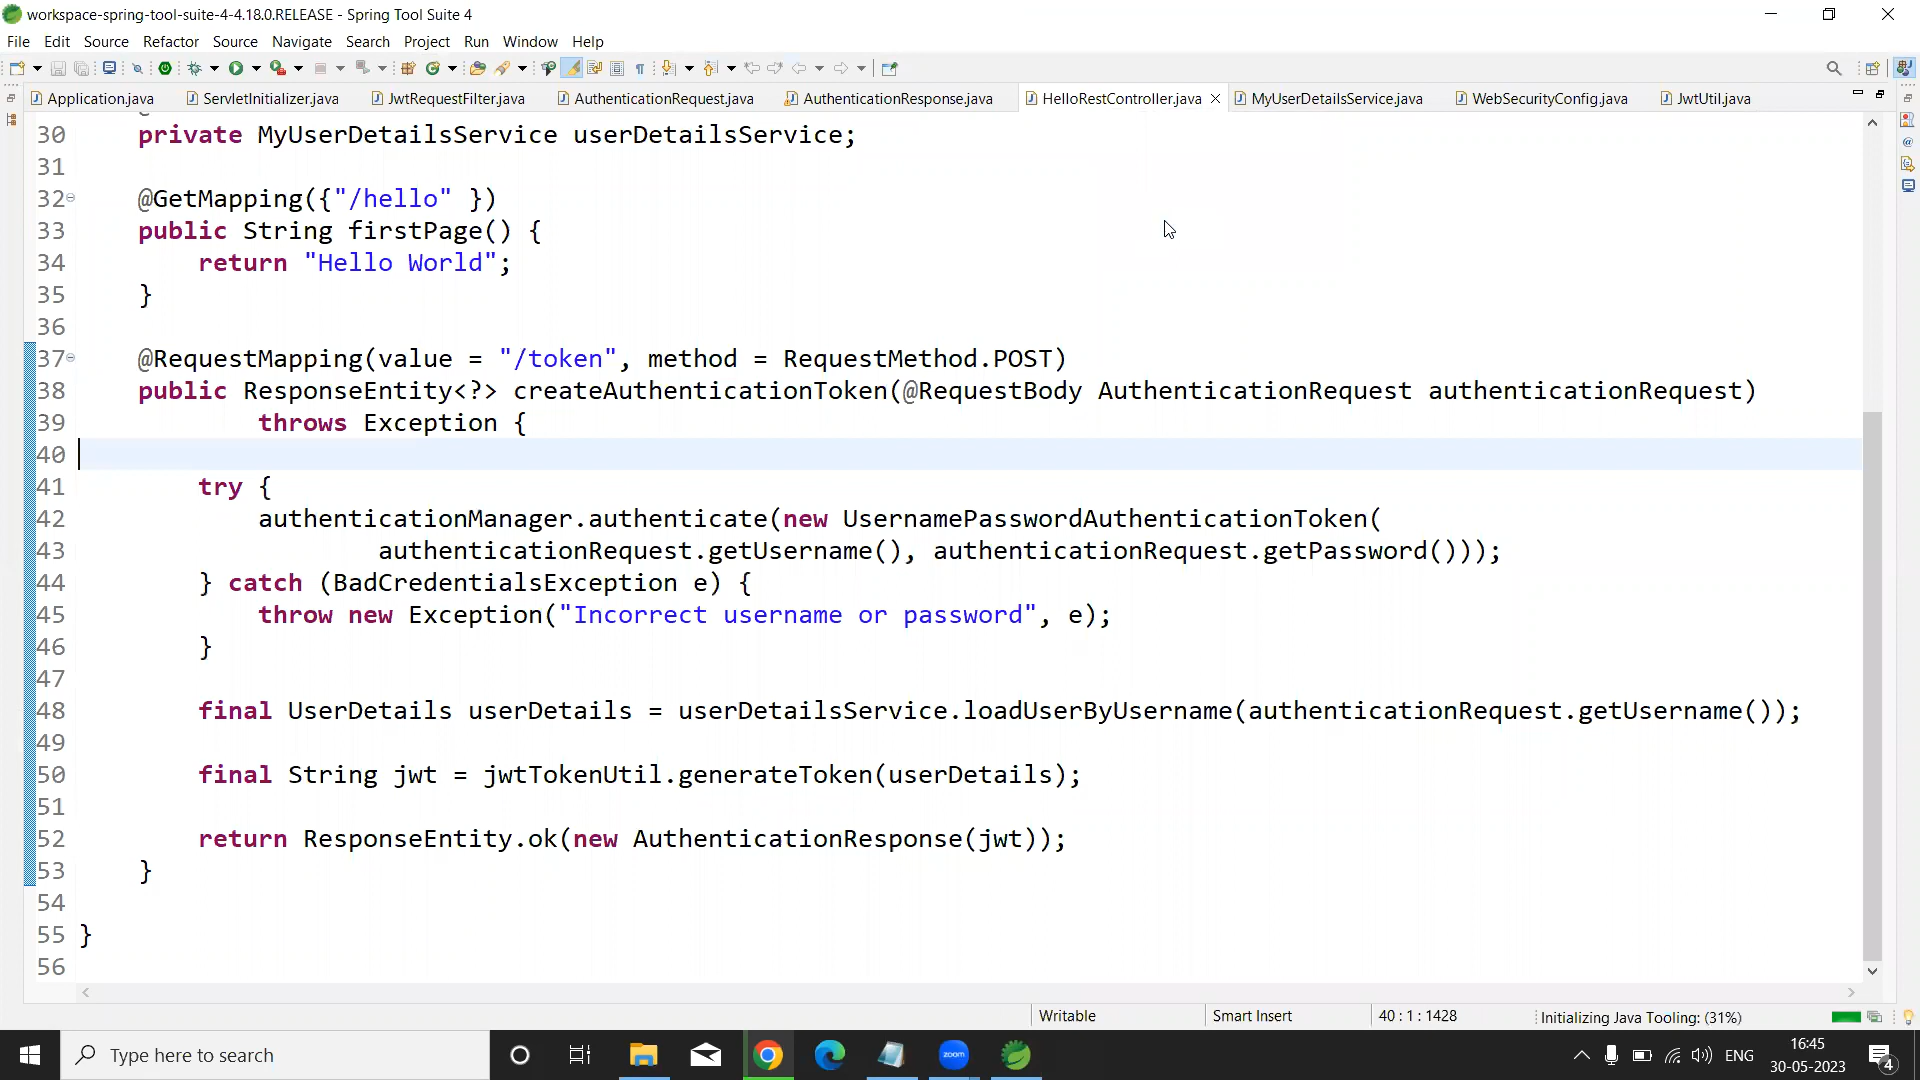 workspace-spring-tool-suite-4-4.18.0.RELEASE - Spring Tool Suite 4
File Edit Source Refactor Source Navigate Search Project Run Window Help
Application.java ServletInitializer.java JwtRequestFilter.java AuthenticationRequest.java AuthenticationResponse.java HelloRestController.java MyUserDetailsService.java WebSecurityConfig.java JwtUtil.java
30 private MyUserDetailsService userDetailsService;
31
32 @GetMapping({"/hello" })
33 public String firstPage() {
34 return "Hello World";
35 }
36
37 @RequestMapping(value = "/token", method = RequestMethod.POST)
38 public ResponseEntity<?> createAuthenticationToken(@RequestBody AuthenticationRequest authenticationRequest)
39 throws Exception {
40
41 try {
42 authenticationManager.authenticate(new UsernamePasswordAuthenticationToken(
43 authenticationRequest.getUsername(), authenticationRequest.getPassword()));
44 } catch (BadCredentialsException e) {
45 throw new Exception("Incorrect username or password", e);
46 }
47
48 final UserDetails userDetails = userDetailsService.loadUserByUsername(authenticationRequest.getUsername());
49
50 final String jwt = jwtTokenUtil.generateToken(userDetails);
51
52 return ResponseEntity.ok(new AuthenticationResponse(jwt));
53 }
54
55 }
56
Writable Smart Insert 40 : 1 : 1428 Initializing Java Tooling: (31%)
Type here to search zoom ENG 16:45
30-05-2023 4